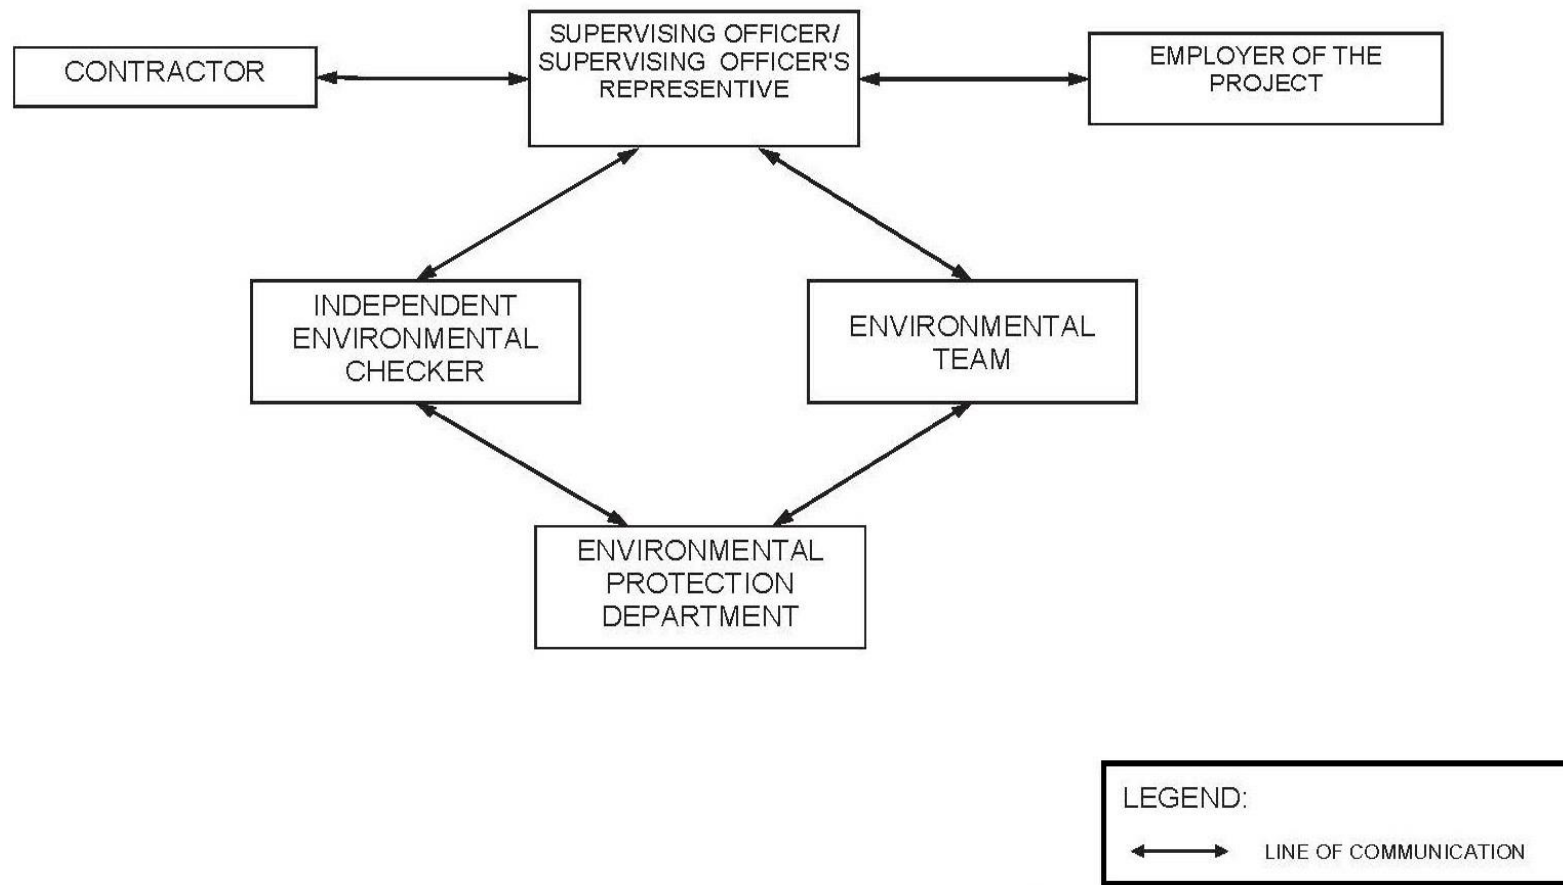 CONTRACTOR
SUPERVISING OFFICER/
SUPERVISING OFFICER'S
REPRESENTIVE
EMPLOYER OF THE
PROJECT
INDEPENDENT
ENVIRONMENTAL
CHECKER
ENVIRONMENTAL
TEAM
ENVIRONMENTAL
PROTECTION
DEPARTMENT
LEGEND:
LINE OF COMMUNICATION